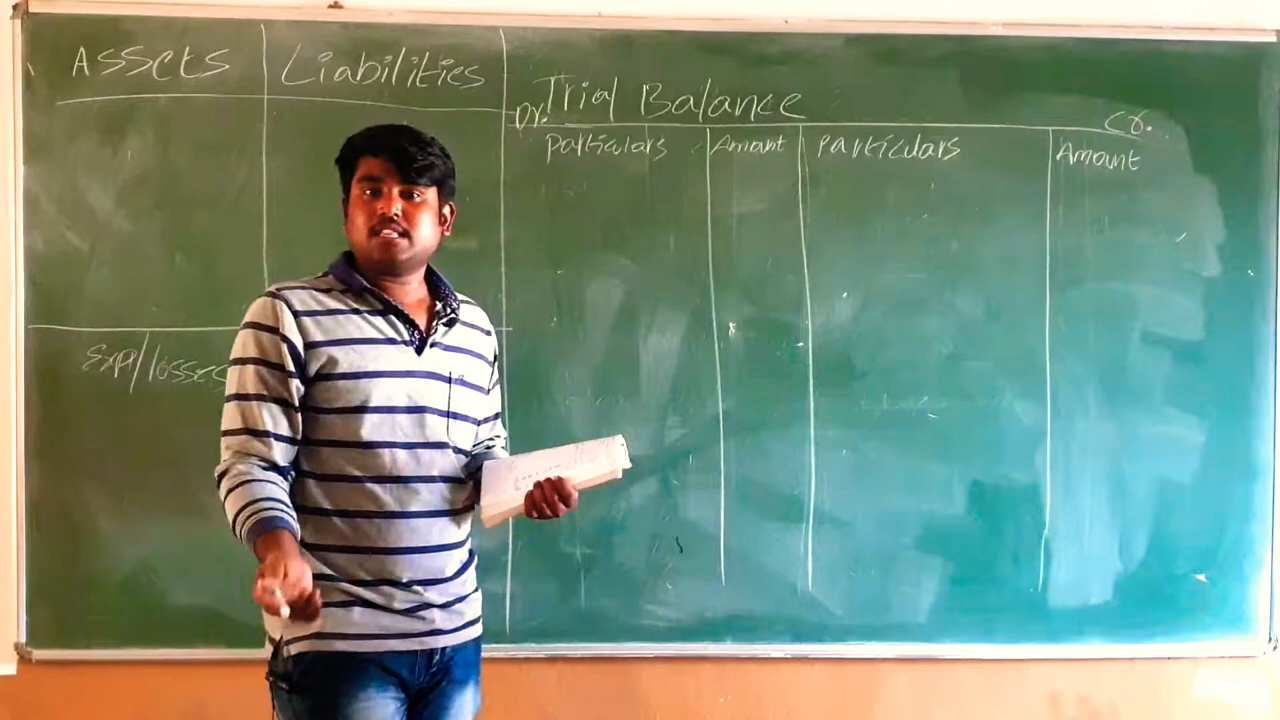 Assets Liabilities
Trial Balance
Dr. Cr.
Particulars Amount Particulars Amount
Exp/losses